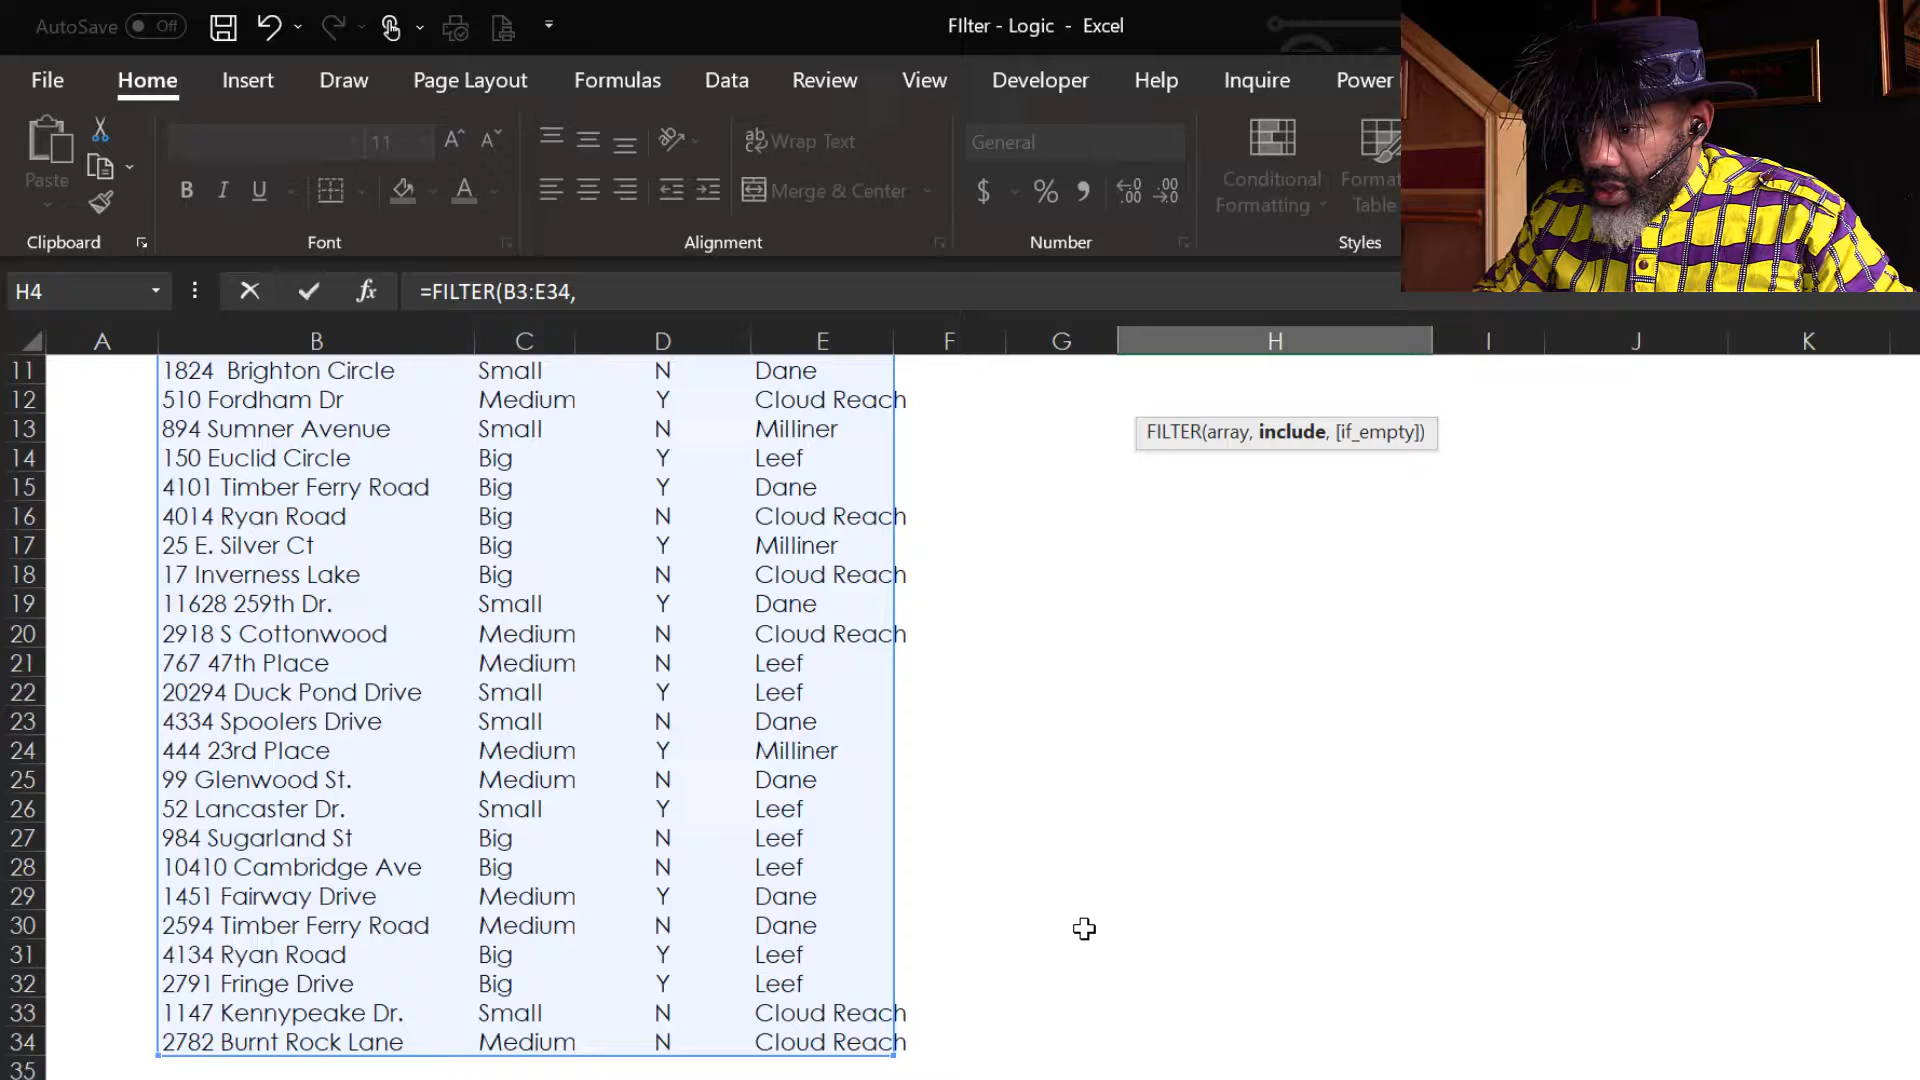 AutoSave Off FIlter - Logic - Excel
File Home Insert Draw Page Layout Formulas Data Review View Developer Help Inquire Power
Paste 11 Wrap Text General
B I U Merge & Center $ % Conditional Formatting Format Table
Clipboard Font Alignment Number Styles
H4 fx =FILTER(B3:E34,
A B C D E F G H I J K
11 1824 Brighton Circle Small N Dane
12 510 Fordham Dr Medium Y Cloud Reach
13 894 Sumner Avenue Small N Milliner
FILTER(array, include, [if_empty])
14 150 Euclid Circle Big Y Leef
15 4101 Timber Ferry Road Big Y Dane
16 4014 Ryan Road Big N Cloud Reach
17 25 E. Silver Ct Big Y Milliner
18 17 Inverness Lake Big N Cloud Reach
19 11628 259th Dr. Small Y Dane
20 2918 S Cottonwood Medium N Cloud Reach
21 767 47th Place Medium N Leef
22 20294 Duck Pond Drive Small Y Leef
23 4334 Spoolers Drive Small N Dane
24 444 23rd Place Medium Y Milliner
25 99 Glenwood St. Medium N Dane
26 52 Lancaster Dr. Small Y Leef
27 984 Sugarland St Big N Leef
28 10410 Cambridge Ave Big N Leef
29 1451 Fairway Drive Medium Y Dane
30 2594 Timber Ferry Road Medium N Dane
31 4134 Ryan Road Big Y Leef
32 2791 Fringe Drive Big Y Leef
33 1147 Kennypeake Dr. Small N Cloud Reach
34 2782 Burnt Rock Lane Medium N Cloud Reach
35